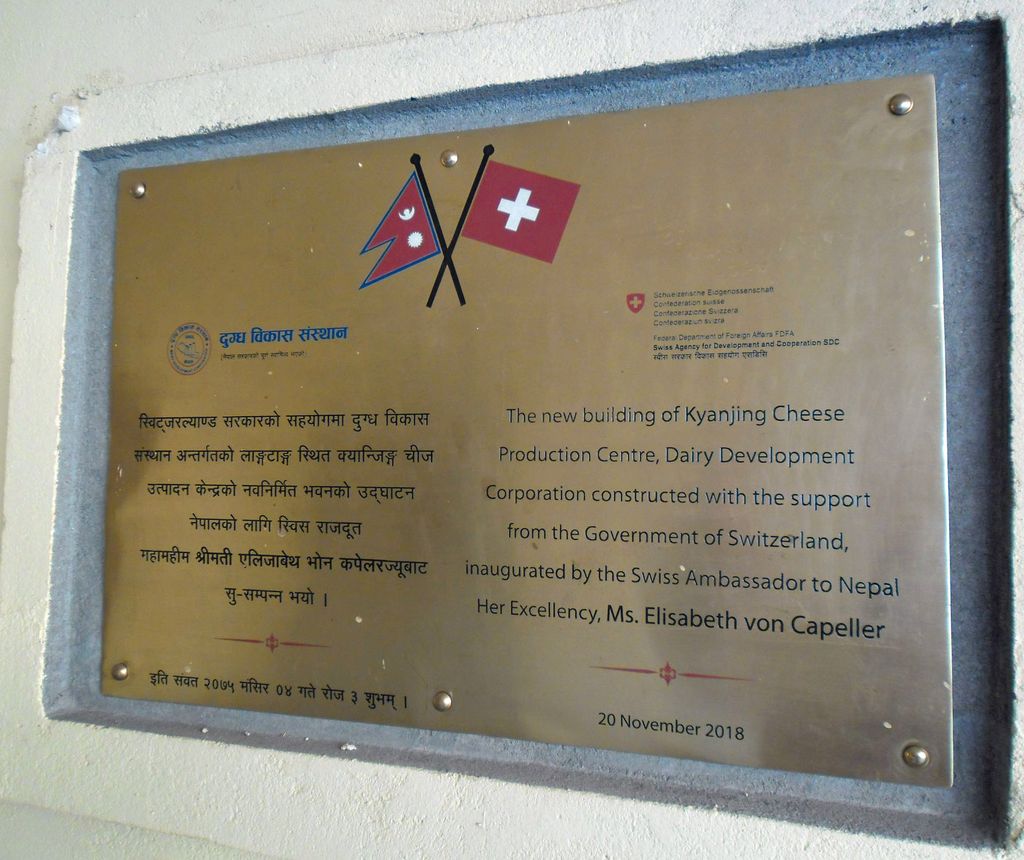 दुग्ध विकास संस्थान
Schweizerische Eidgenossenschaft
Confédération suisse
Confederazione Svizzera
Confederaziun svizra
Federal Department of Foreign Affairs FDFA
Swiss Agency for Development and Cooperation SDC
स्वीस सरकार विकास सहयोग एसडिसि
स्विट्जरल्याण्ड सरकारको सहयोगमा दुग्ध विकास
संस्थान अन्तर्गतको लाङ्गटाङ्ग स्थित क्यान्जिङ्ग चीज
उत्पादन केन्द्रको नवनिर्मित भवनको उद्घाटन
नेपालको लागि स्विस राजदूत
महामहीम श्रीमती एलिजाबेथ भोन कपेलरज्यूबाट
सु-सम्पन्न भयो ।
इति संवत २०७५ मंसिर ०४ गते रोज ३ शुभम् ।
The new building of Kyanjing Cheese
Production Centre, Dairy Development
Corporation constructed with the support
from the Government of Switzerland,
inaugurated by the Swiss Ambassador to Nepal
Her Excellency, Ms. Elisabeth von Capeller
20 November 2018